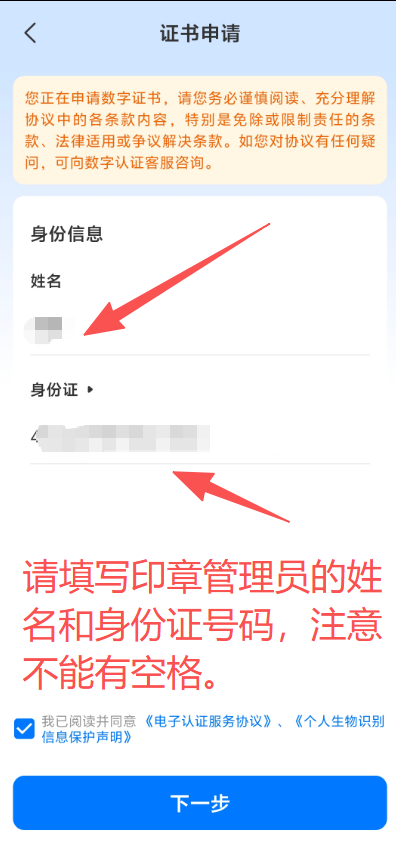 证书申请
您正在申请数字证书，请您务必谨慎阅读、充分理解
协议中的各条款内容，特别是免除或限制责任的条
款、法律适用或争议解决条款。如您对协议有任何疑
问，可向数字认证客服咨询。
身份信息
姓名
身份证
4
请填写印章管理员的姓
名和身份证号码，注意
不能有空格。
我已阅读并同意《电子认证服务协议》、《个人生物识别
信息保护声明》
下一步